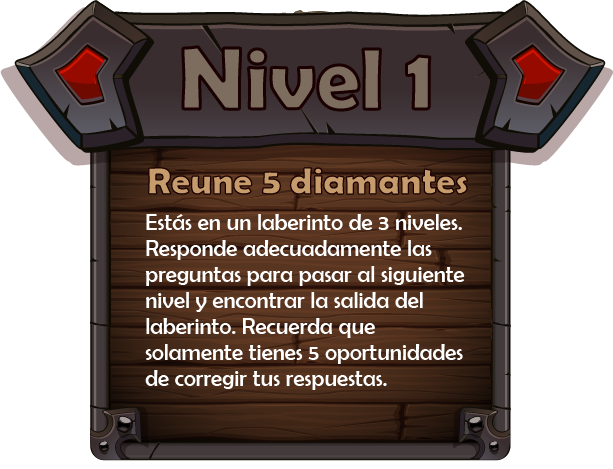 Nivel 1
Reune 5 diamantes
Estás en un laberinto de 3 niveles.
Responde adecuadamente las
preguntas para pasar al siguiente
nivel y encontrar la salida del
laberinto. Recuerda que
solamente tienes 5 oportunidades
de corregir tus respuestas.